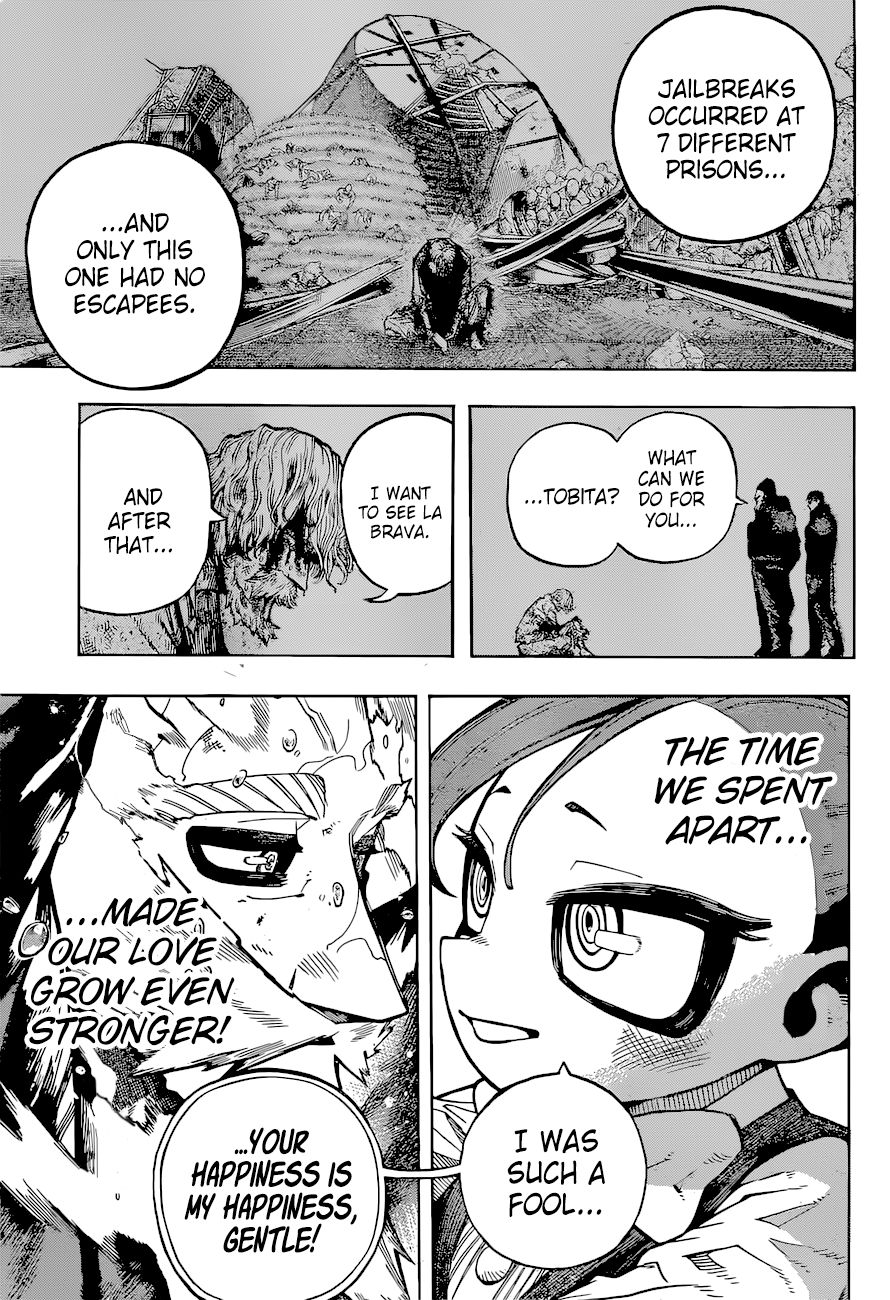 JAILBREAKS
OCCURRED AT
7 DIFFERENT
PRISONS...
...AND
ONLY THIS
ONE HAD NO
ESCAPEES.
WHAT
CAN WE
DO FOR
YOU...
...TOBITA?
I WANT
TO SEE LA
BRAVA.
AND
AFTER
THAT...
THE TIME
WE SPENT
APART...
I WAS
SUCH A
FOOL...
...MADE
OUR LOVE
GROW EVEN
STRONGER!
...YOUR
HAPPINESS IS
MY HAPPINESS,
GENTLE!